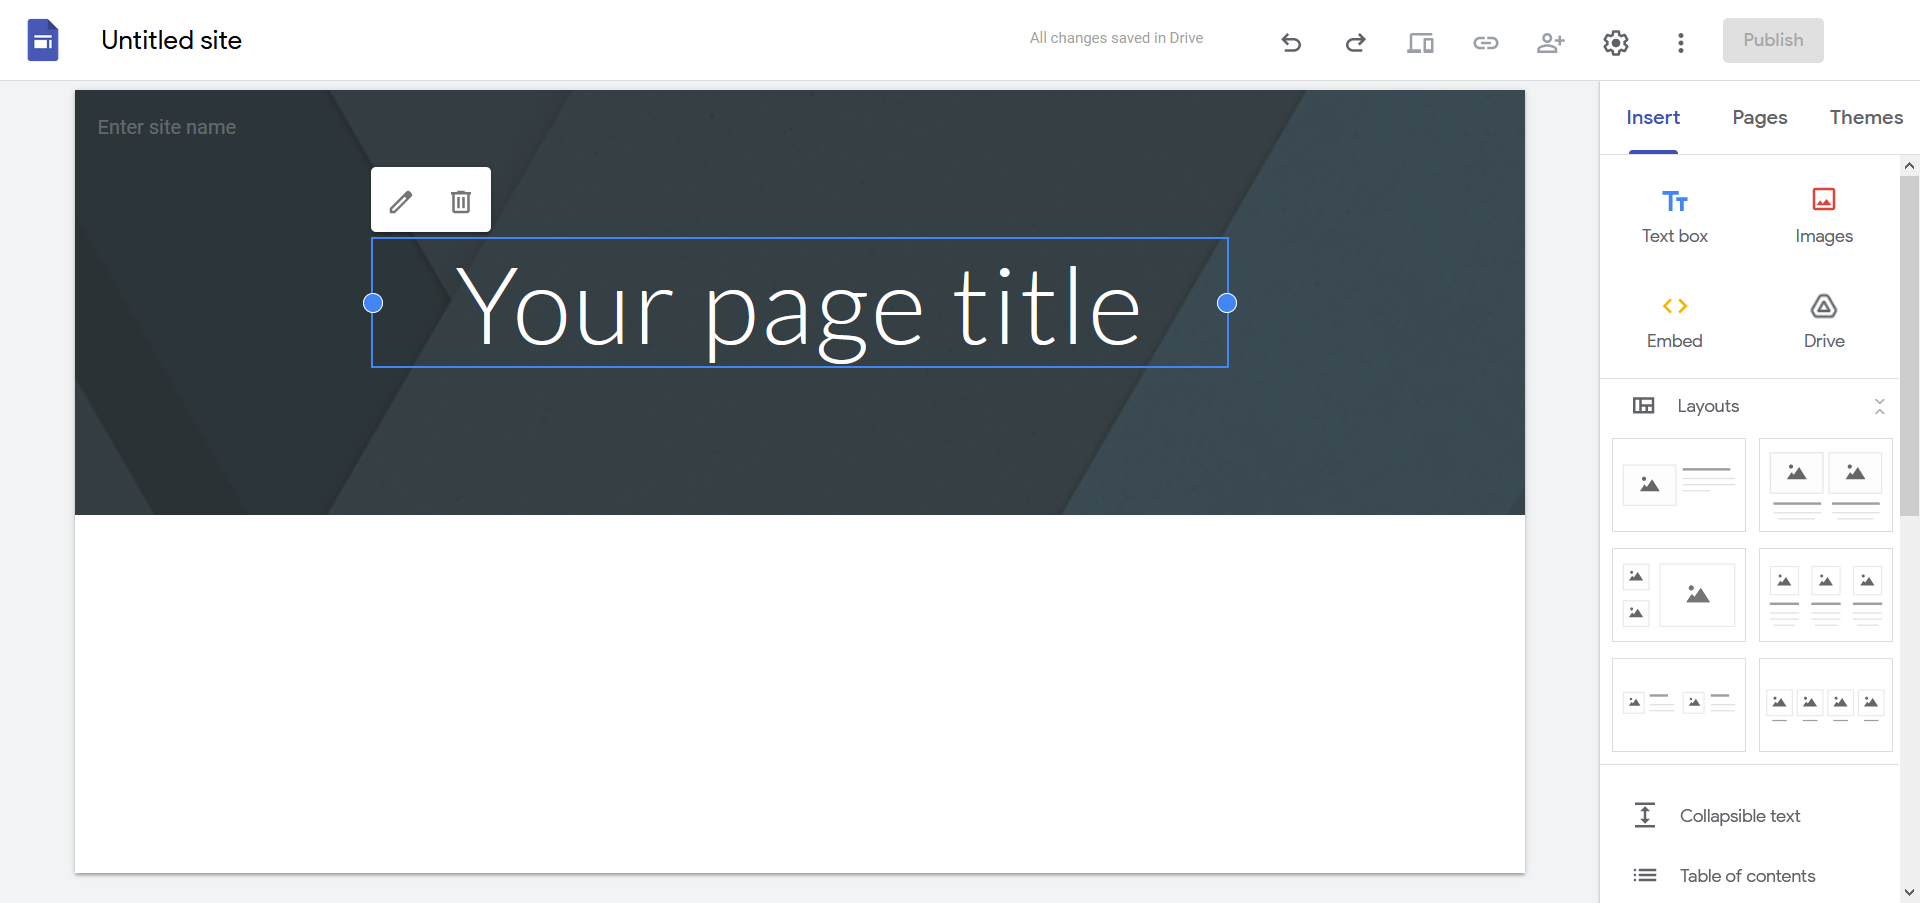 Untitled site
All changes saved in Drive
Publish
Enter site name
Your page title
Insert
Pages
Themes
Text box
Images
Embed
Drive
Layouts
Collapsible text
Table of contents